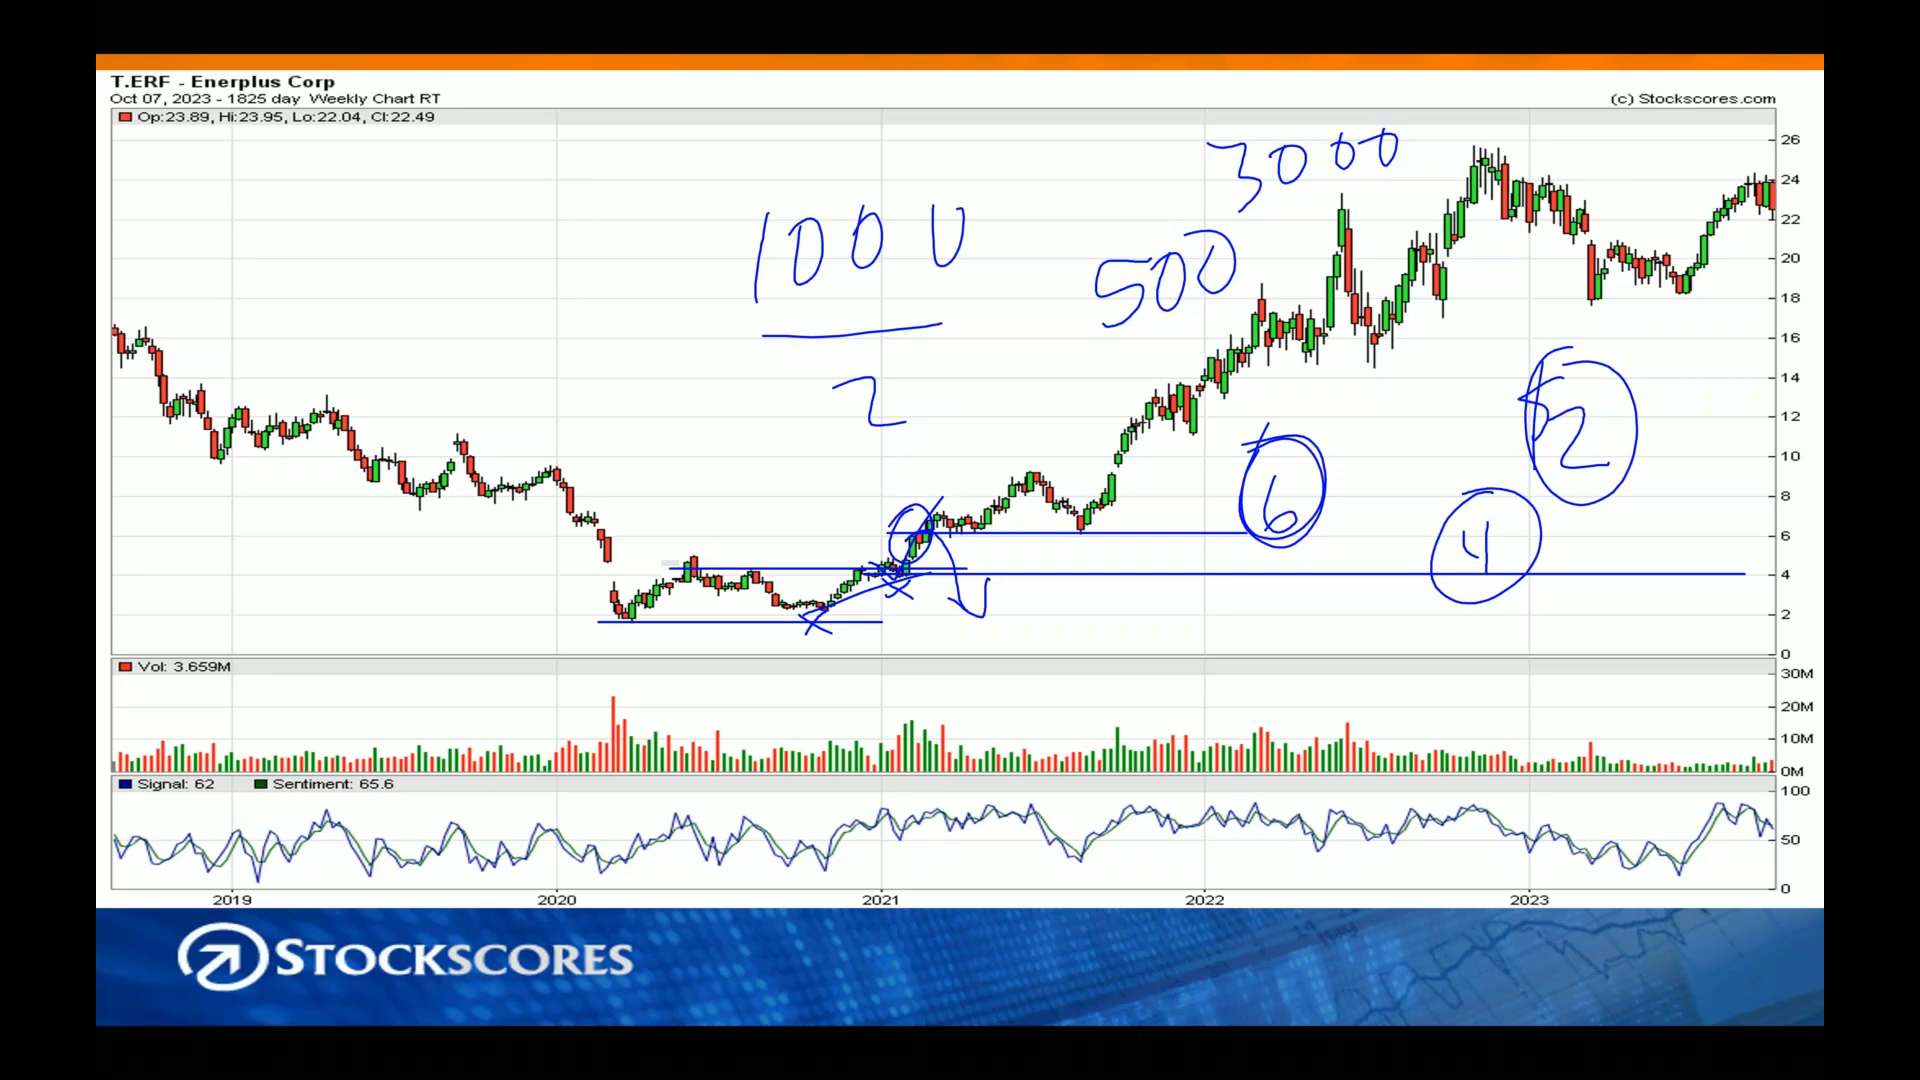 T.ERF - Enerplus Corp
Oct 07, 2023 - 1825 day Weekly Chart RT
(c) Stockscores.com
Op:23.89, Hi:23.95, Lo:22.04, Cl:22.49
26
24
22
20
18
16
14
12
10
8
6
4
2
0
3000
1000
500
2
6
2
4
Vol: 3.659M
30M
20M
10M
0M
Signal: 62
Sentiment: 65.6
100
50
0
2019
2020
2021
2022
2023
STOCKSCORES